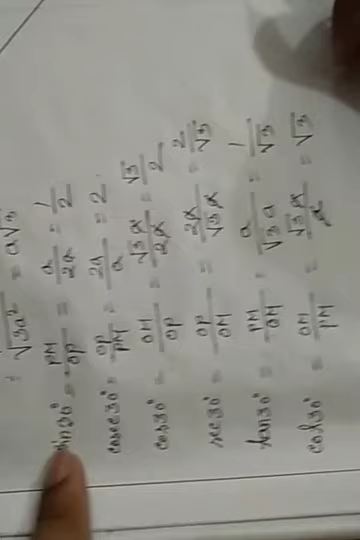 : √3a² = a√3
sin30° = PM/OP = a/2a = 1/2
cosec30° = OP/PM = 2a/a = 2.
cos30° = OM/OP = √3a/2a = √3/2
sec30° = OP/OM = 2a/√3a = 2/√3
tan30° = PM/OM = a/√3a = 1/√3
cot30° = OM/PM = √3a/a = √3